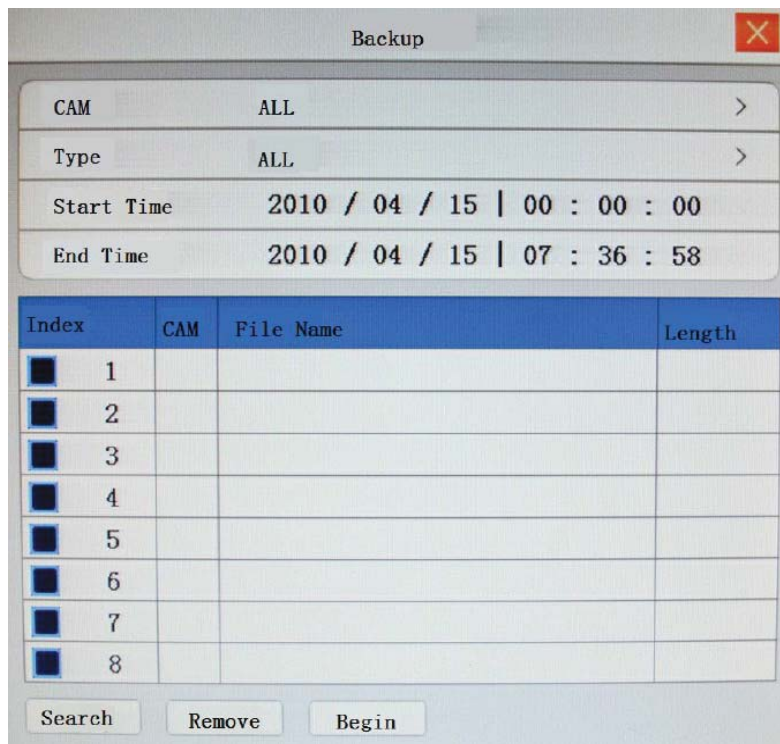 Backup
CAM ALL >
Type ALL >
Start Time 2010 / 04 / 15 | 00 : 00 : 00
End Time 2010 / 04 / 15 | 07 : 36 : 58
Index CAM File Name Length
1
2
3
4
5
6
7
8
Search Remove Begin